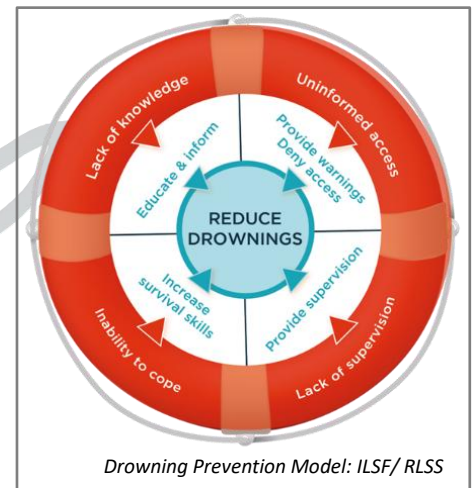 Lack of knowledge
Uninformed access
Educate & inform
Provide warnings
Deny access
REDUCE
DROWNINGS
Increase
survival skills
Provide supervision
Inability to cope
Lack of supervision
Drowning Prevention Model: ILSF/ RLSS